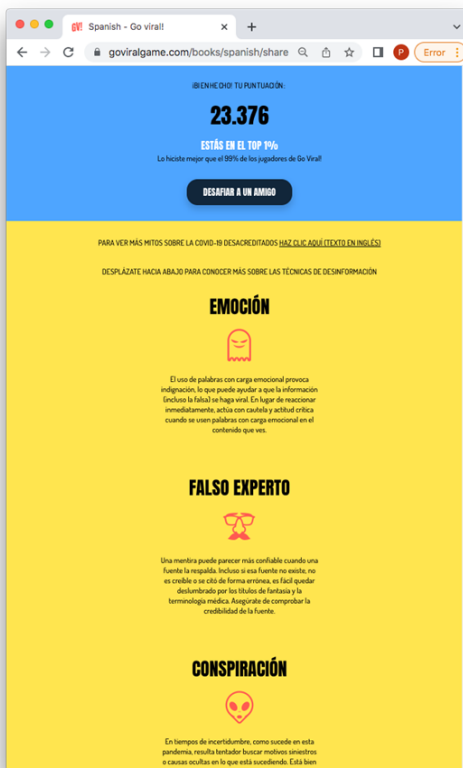 GV! Spanish - Go viral!
goviralgame.com/books/spanish/share
P
Error
¡BIEN HECHO! TU PUNTUACIÓN:
23.376
ESTÁS EN EL TOP 1%
Lo hiciste mejor que el 99% de los jugadores de Go Viral!
DESAFIAR A UN AMIGO
PARA VER MÁS MITOS SOBRE LA COVID-19 DESACREDITADOS HAZ CLIC AQUÍ (TEXTO EN INGLÉS)
DESPLÁZATE HACIA ABAJO PARA CONOCER MÁS SOBRE LAS TÉCNICAS DE DESINFORMACIÓN
EMOCIÓN
El uso de palabras con carga emocional provoca
indignación, lo que puede ayudar a que la información
(incluso la falsa) se haga viral. En lugar de reaccionar
inmediatamente, actúa con cautela y actitud crítica
cuando se usen palabras con carga emocional en el
contenido que ves.
FALSO EXPERTO
Una mentira puede parecer más confiable cuando una
fuente la respalda. Incluso si esa fuente no existe, no
es creíble o se citó de forma errónea, es fácil quedar
deslumbrado por los títulos de fantasía y la
terminología médica. Asegúrate de comprobar la
credibilidad de la fuente.
CONSPIRACIÓN
En tiempos de incertidumbre, como sucede en esta
pandemia, resulta tentador buscar motivos siniestros
o causas ocultas en lo que está sucediendo. Está bien